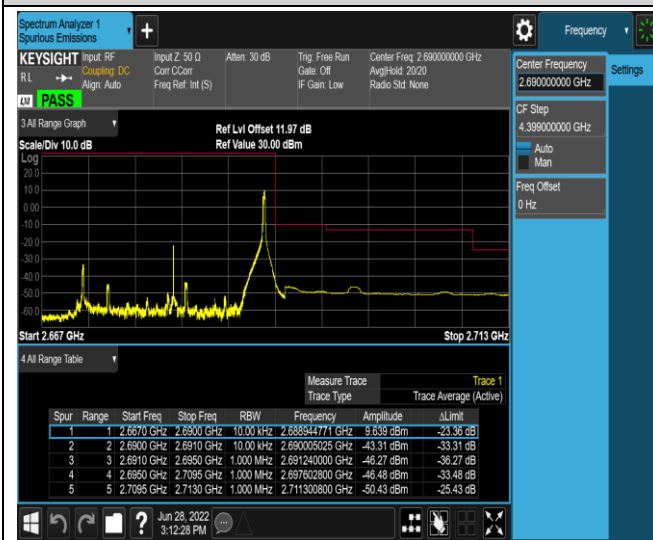 Spectrum Analyzer 1
Spurious Emissions
+
Frequency
KEYSIGHT
Input: RF
Input Z: 50 Ω
Atten: 30 dB
Trig: Free Run
Center Freq: 2.690000000 GHz
R L
Coupling: DC
Corr CCorr
Gate: Off
Avg|Hold: 20/20
Align: Auto
Freq Ref: Int (S)
IF Gain: Low
Radio Std: None
LXI
PASS
Center Frequency
2.690000000 GHz
Settings
CF Step
4.399000000 GHz
Auto
Man
Freq Offset
0 Hz
3 All Range Graph
Ref Lvl Offset 11.97 dB
Scale/Div 10.0 dB
Ref Value 30.00 dBm
Log
20.0
10.0
0.00
-10.0
-20.0
-30.0
-40.0
-50.0
-60.0
Start 2.667 GHz
Stop 2.713 GHz
4 All Range Table
Measure Trace Trace 1
Trace Type Trace Average (Active)
Spur Range Start Freq Stop Freq RBW Frequency Amplitude ΔLimit
1 1 2.6670 GHz 2.6900 GHz 10.00 kHz 2.688944771 GHz 9.639 dBm -23.36 dB
2 2 2.6900 GHz 2.6910 GHz 10.00 kHz 2.690005025 GHz -43.31 dBm -33.31 dB
3 3 2.6910 GHz 2.6950 GHz 1.000 MHz 2.691240000 GHz -46.27 dBm -36.27 dB
4 4 2.6950 GHz 2.7095 GHz 1.000 MHz 2.697602800 GHz -46.48 dBm -33.48 dB
5 5 2.7095 GHz 2.7130 GHz 1.000 MHz 2.711300800 GHz -50.43 dBm -25.43 dB
?
Jun 28, 2022
3:12:28 PM